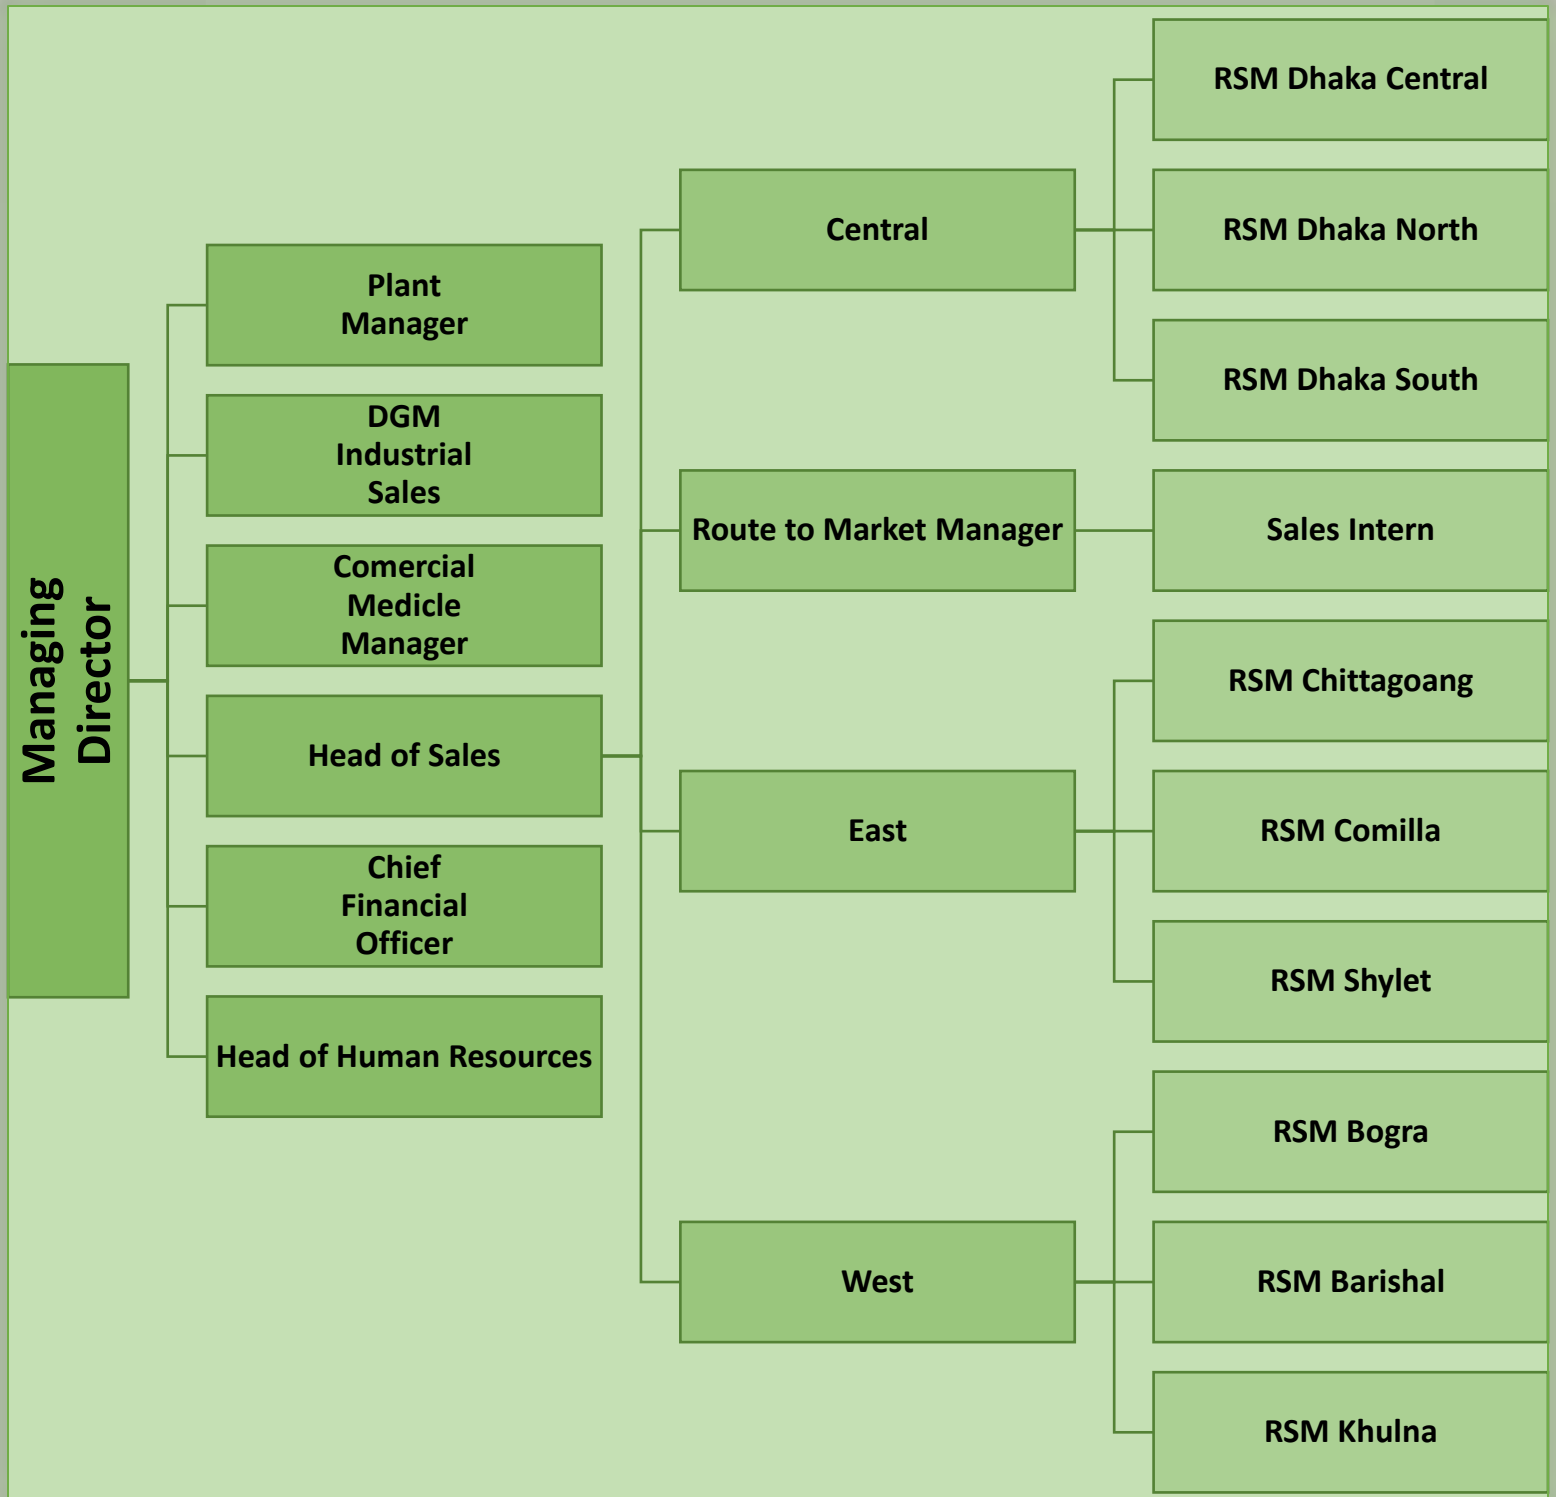 Managing
Director
Plant
Manager
DGM
Industrial
Sales
Comercial
Medicle
Manager
Head of Sales
Chief
Financial
Officer
Head of Human Resources
Central
Route to Market Manager
East
West
RSM Dhaka Central
RSM Dhaka North
RSM Dhaka South
Sales Intern
RSM Chittagoang
RSM Comilla
RSM Shylet
RSM Bogra
RSM Barishal
RSM Khulna